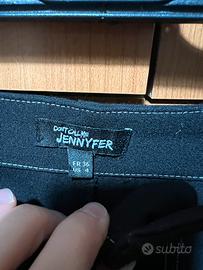 DON'T CALL ME
JENNYFER
FR 36
US 4
subito